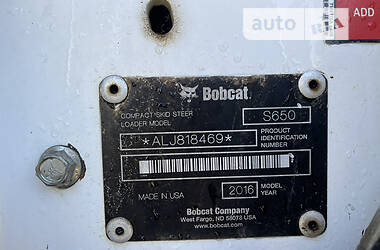 auto RIA
ADD
Bobcat.
COMPACT SKID STEER
LOADER MODEL
S650
*ALJ818469*
PRODUCT
IDENTIFICATION
NUMBER
MADE IN USA
2016
MODEL
YEAR
Bobcat Company
West Fargo, ND 58078 USA
www.bobcat.com